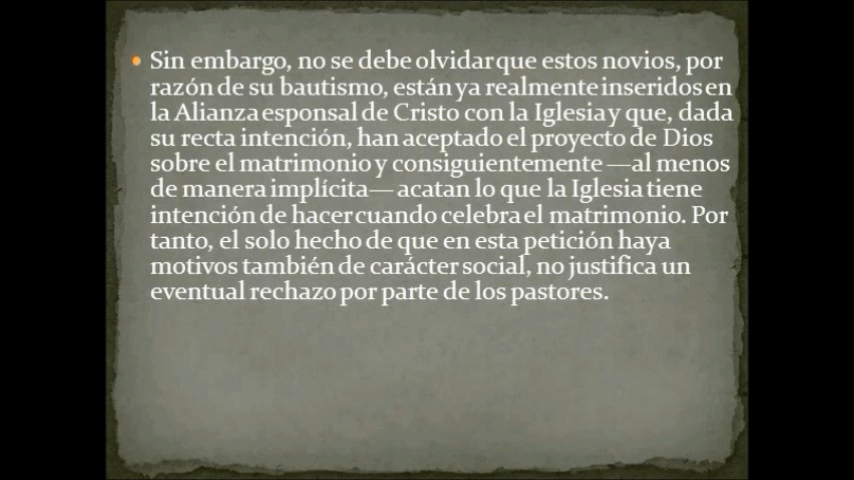 Sin embargo, no se debe olvidar que estos novios, por
razón de su bautismo, están ya realmente inseridos en
la Alianza esponsal de Cristo con la Iglesia y que, dada
su recta intención, han aceptado el proyecto de Dios
sobre el matrimonio y consiguientemente —al menos
de manera implícita— acatan lo que la Iglesia tiene
intención de hacer cuando celebra el matrimonio. Por
tanto, el solo hecho de que en esta petición haya
motivos también de carácter social, no justifica un
eventual rechazo por parte de los pastores.